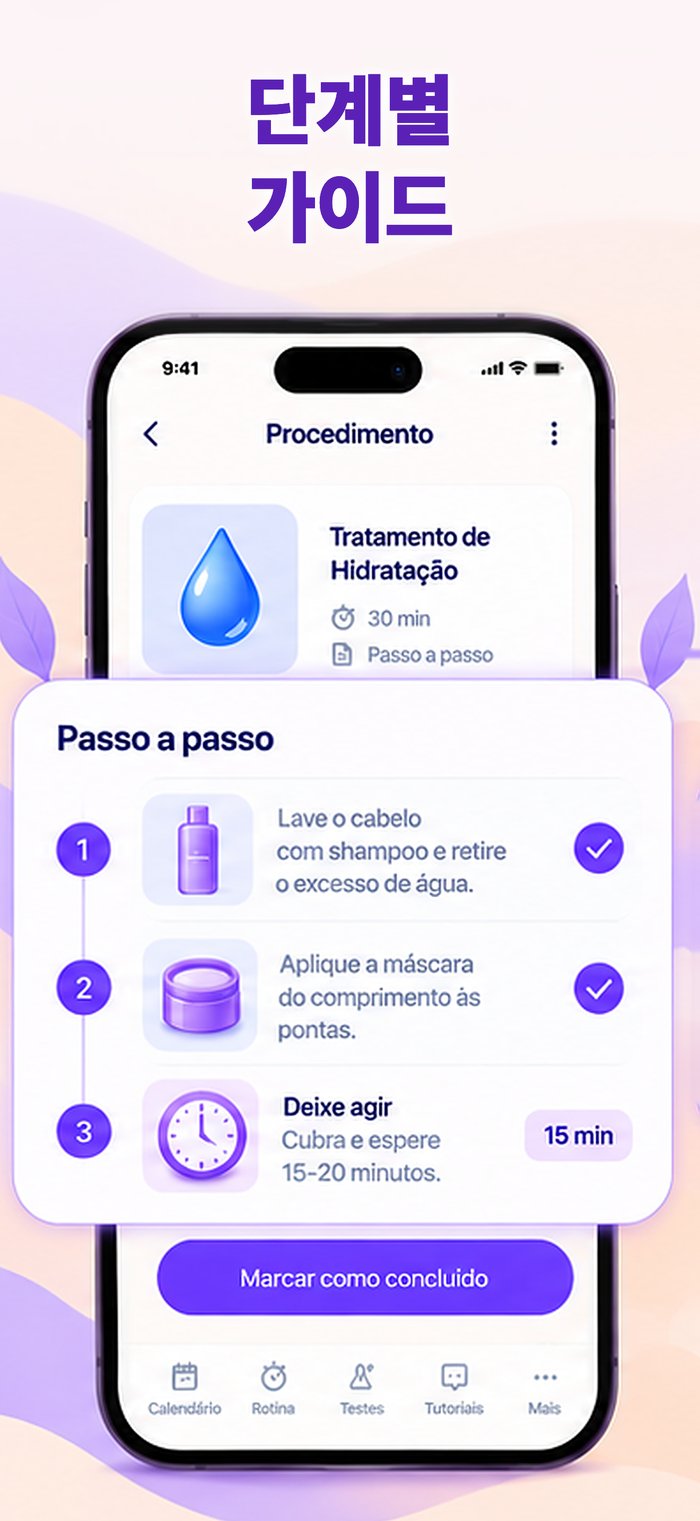 단계별
가이드
9:41
Procedimento
Tratamento de
Hidratação
30 min
Passo a passo
Passo a passo
1
Lave o cabelo
com shampoo e retire
o excesso de água.
2
Aplique a máscara
do comprimento às
pontas.
3
Deixe agir
Cubra e espere
15-20 minutos.
15 min
Marcar como concluido
Calendário
Rotina
Testes
Tutoriais
Mais